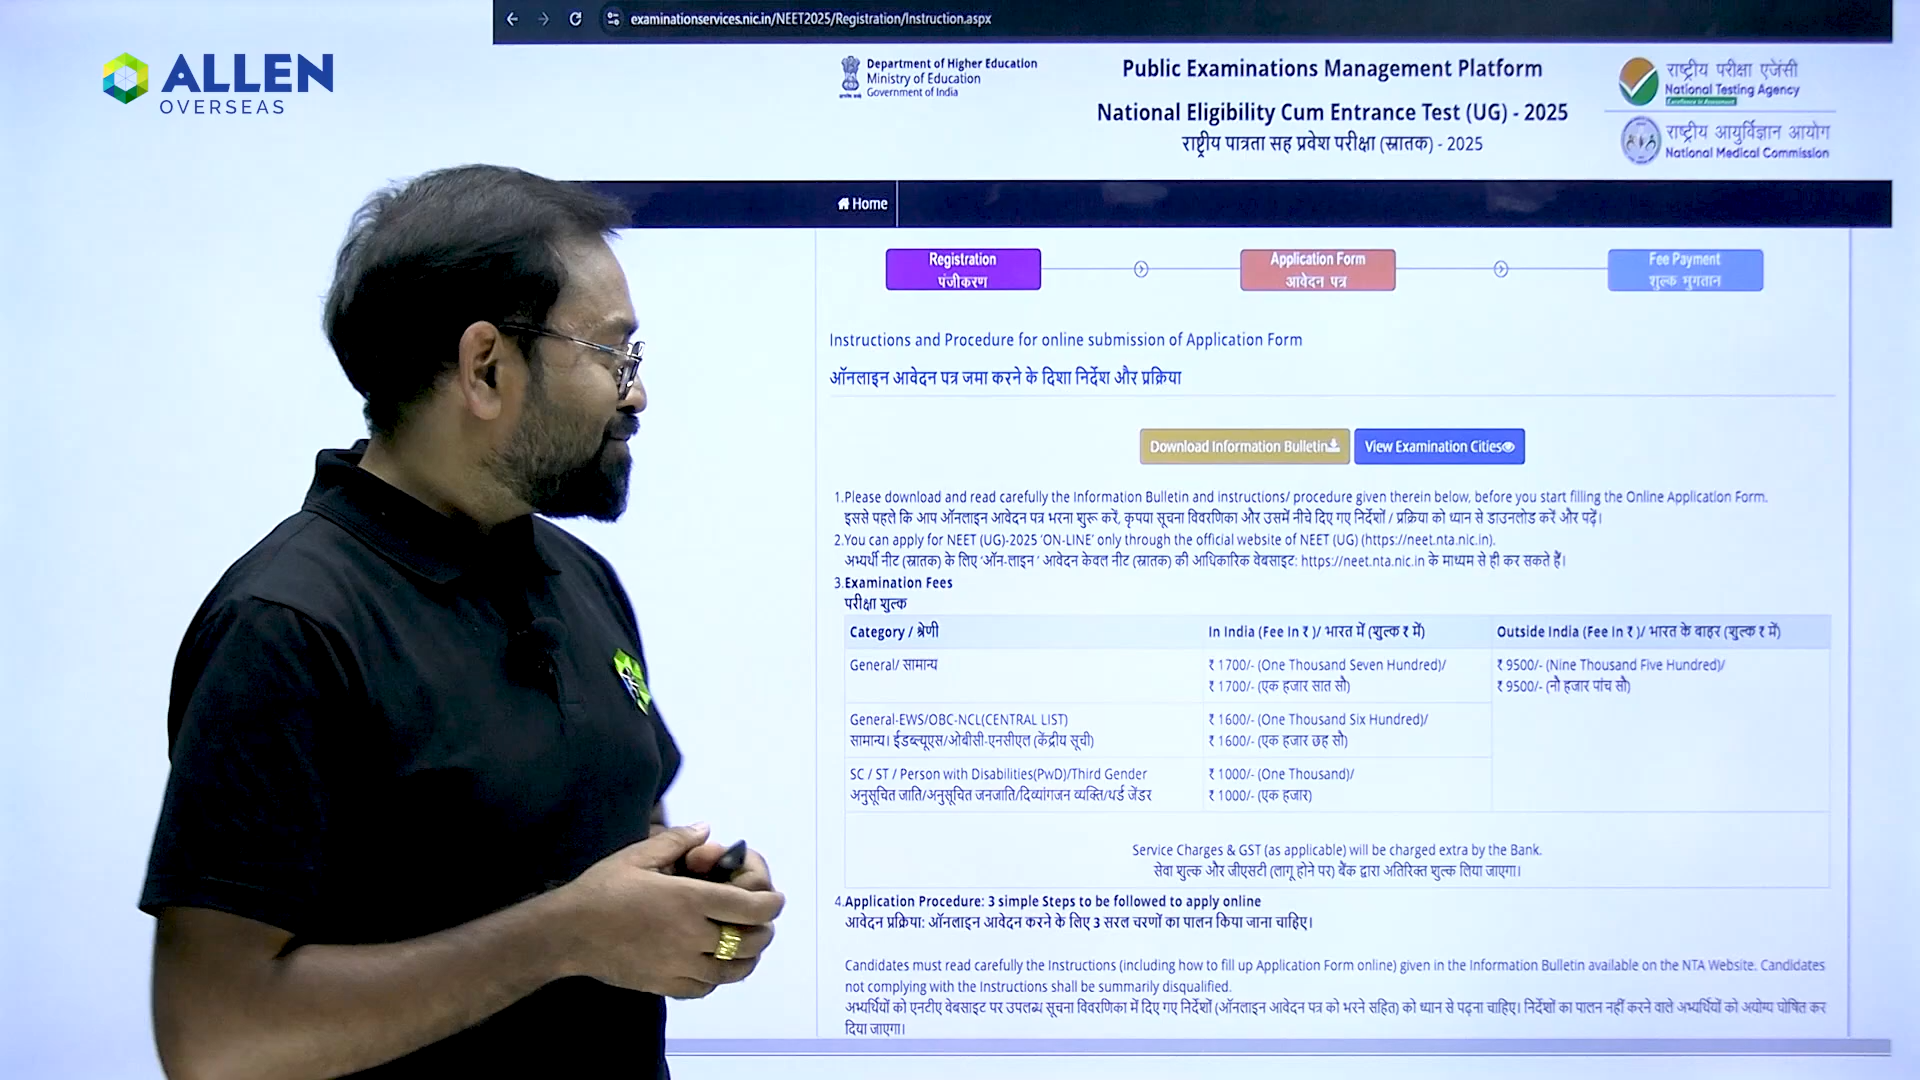 examinationservices.nic.in/NEET2025/Registration/Instruction.aspx
ALLEN
OVERSEAS
Department of Higher Education
Ministry of Education
Government of India
Public Examinations Management Platform
National Eligibility Cum Entrance Test (UG) - 2025
राष्ट्रीय पात्रता सह प्रवेश परीक्षा (स्नातक) - 2025
राष्ट्रीय परीक्षा एजेंसी
National Testing Agency
Excellence in Assessment
राष्ट्रीय आयुर्विज्ञान आयोग
National Medical Commission
Home
Registration
पंजीकरण
Application Form
आवेदन पत्र
Fee Payment
शुल्क भुगतान
Instructions and Procedure for online submission of Application Form
ऑनलाइन आवेदन पत्र जमा करने के दिशा निर्देश और प्रक्रिया
Download Information Bulletin
View Examination Cities
1.Please download and read carefully the Information Bulletin and instructions/ procedure given therein below, before you start filling the Online Application Form.
इससे पहले कि आप ऑनलाइन आवेदन पत्र भरना शुरू करें, कृपया सूचना विवरणिका और उसमें नीचे दिए गए निर्देशों / प्रक्रिया को ध्यान से डाउनलोड करें और पढ़ें।
2.You can apply for NEET (UG)-2025 'ON-LINE' only through the official website of NEET (UG) (https://neet.nta.nic.in).
अभ्यर्थी नीट (स्नातक) के लिए 'ऑन-लाइन ' आवेदन केवल नीट (स्नातक) की आधिकारिक वेबसाइट: https://neet.nta.nic.in के माध्यम से ही कर सकते हैं।
3.Examination Fees
परीक्षा शुल्क
Category / श्रेणी
In India (Fee In ₹ )/ भारत में (शुल्क ₹ में)
Outside India (Fee In ₹ )/ भारत के बाहर (शुल्क ₹ में)
General/ सामान्य
₹ 1700/- (One Thousand Seven Hundred)/
₹ 1700/- (एक हजार सात सौ)
₹ 9500/- (Nine Thousand Five Hundred)/
₹ 9500/- (नौ हजार पांच सौ)
General-EWS/OBC-NCL(CENTRAL LIST)
सामान्य। ईडब्ल्यूएस/ओबीसी-एनसीएल (केंद्रीय सूची)
₹ 1600/- (One Thousand Six Hundred)/
₹ 1600/- (एक हजार छह सौ)
SC / ST / Person with Disabilities(PwD)/Third Gender
अनुसूचित जाति/अनुसूचित जनजाति/दिव्यांगजन व्यक्ति/थर्ड जेंडर
₹ 1000/- (One Thousand)/
₹ 1000/- (एक हजार)
Service Charges & GST (as applicable) will be charged extra by the Bank.
सेवा शुल्क और जीएसटी (लागू होने पर) बैंक द्वारा अतिरिक्त शुल्क लिया जाएगा।
4.Application Procedure: 3 simple Steps to be followed to apply online
आवेदन प्रक्रिया: ऑनलाइन आवेदन करने के लिए 3 सरल चरणों का पालन किया जाना चाहिए।
Candidates must read carefully the Instructions (including how to fill up Application Form online) given in the Information Bulletin available on the NTA Website. Candidates
not complying with the Instructions shall be summarily disqualified.
अभ्यर्थियों को एनटीए वेबसाइट पर उपलब्ध सूचना विवरणिका में दिए गए निर्देशों (ऑनलाइन आवेदन पत्र को भरने सहित) को ध्यान से पढ़ना चाहिए। निर्देशों का पालन नहीं करने वाले अभ्यर्थियों को अयोग्य घोषित कर
दिया जाएगा।